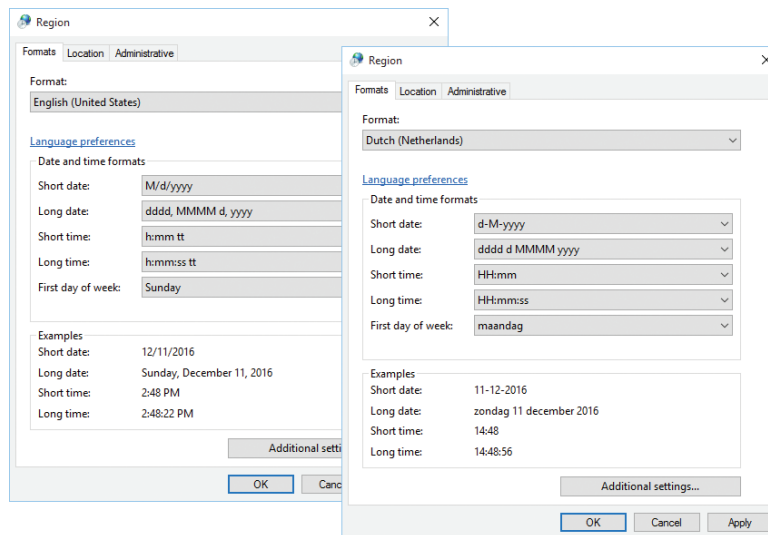 Region
Formats Location Administrative
Format:
English (United States)
Language preferences
Date and time formats
Short date: M/d/yyyy
Long date: dddd, MMMM d, yyyy
Short time: h:mm tt
Long time: h:mm:ss tt
First day of week: Sunday
Examples
Short date: 12/11/2016
Long date: Sunday, December 11, 2016
Short time: 2:48 PM
Long time: 2:48:22 PM
Additional setti
OK Canc
Region
Formats Location Administrative
Format:
Dutch (Netherlands)
Language preferences
Date and time formats
Short date: d-M-yyyy
Long date: dddd d MMMM yyyy
Short time: HH:mm
Long time: HH:mm:ss
First day of week: maandag
Examples
Short date: 11-12-2016
Long date: zondag 11 december 2016
Short time: 14:48
Long time: 14:48:56
Additional settings...
OK Cancel Apply